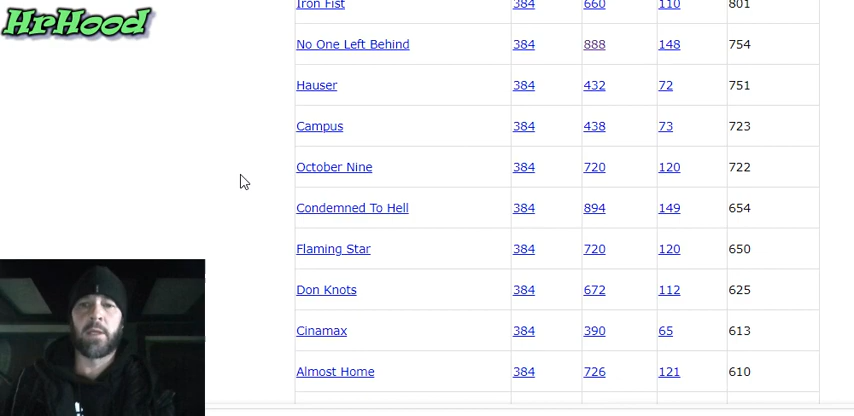 HrHood
Iron Fist 384 660 110 801
No One Left Behind 384 888 148 754
Hauser 384 432 72 751
Campus 384 438 73 723
October Nine 384 720 120 722
Condemned To Hell 384 894 149 654
Flaming Star 384 720 120 650
Don Knots 384 672 112 625
Cinamax 384 390 65 613
Almost Home 384 726 121 610